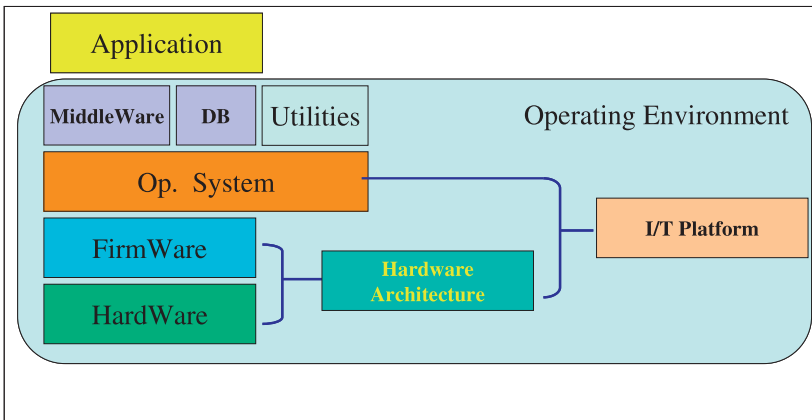 Application
MiddleWare
DB
Utilities
Operating Environment
Op. System
I/T Platform
FirmWare
Hardware
Architecture
HardWare